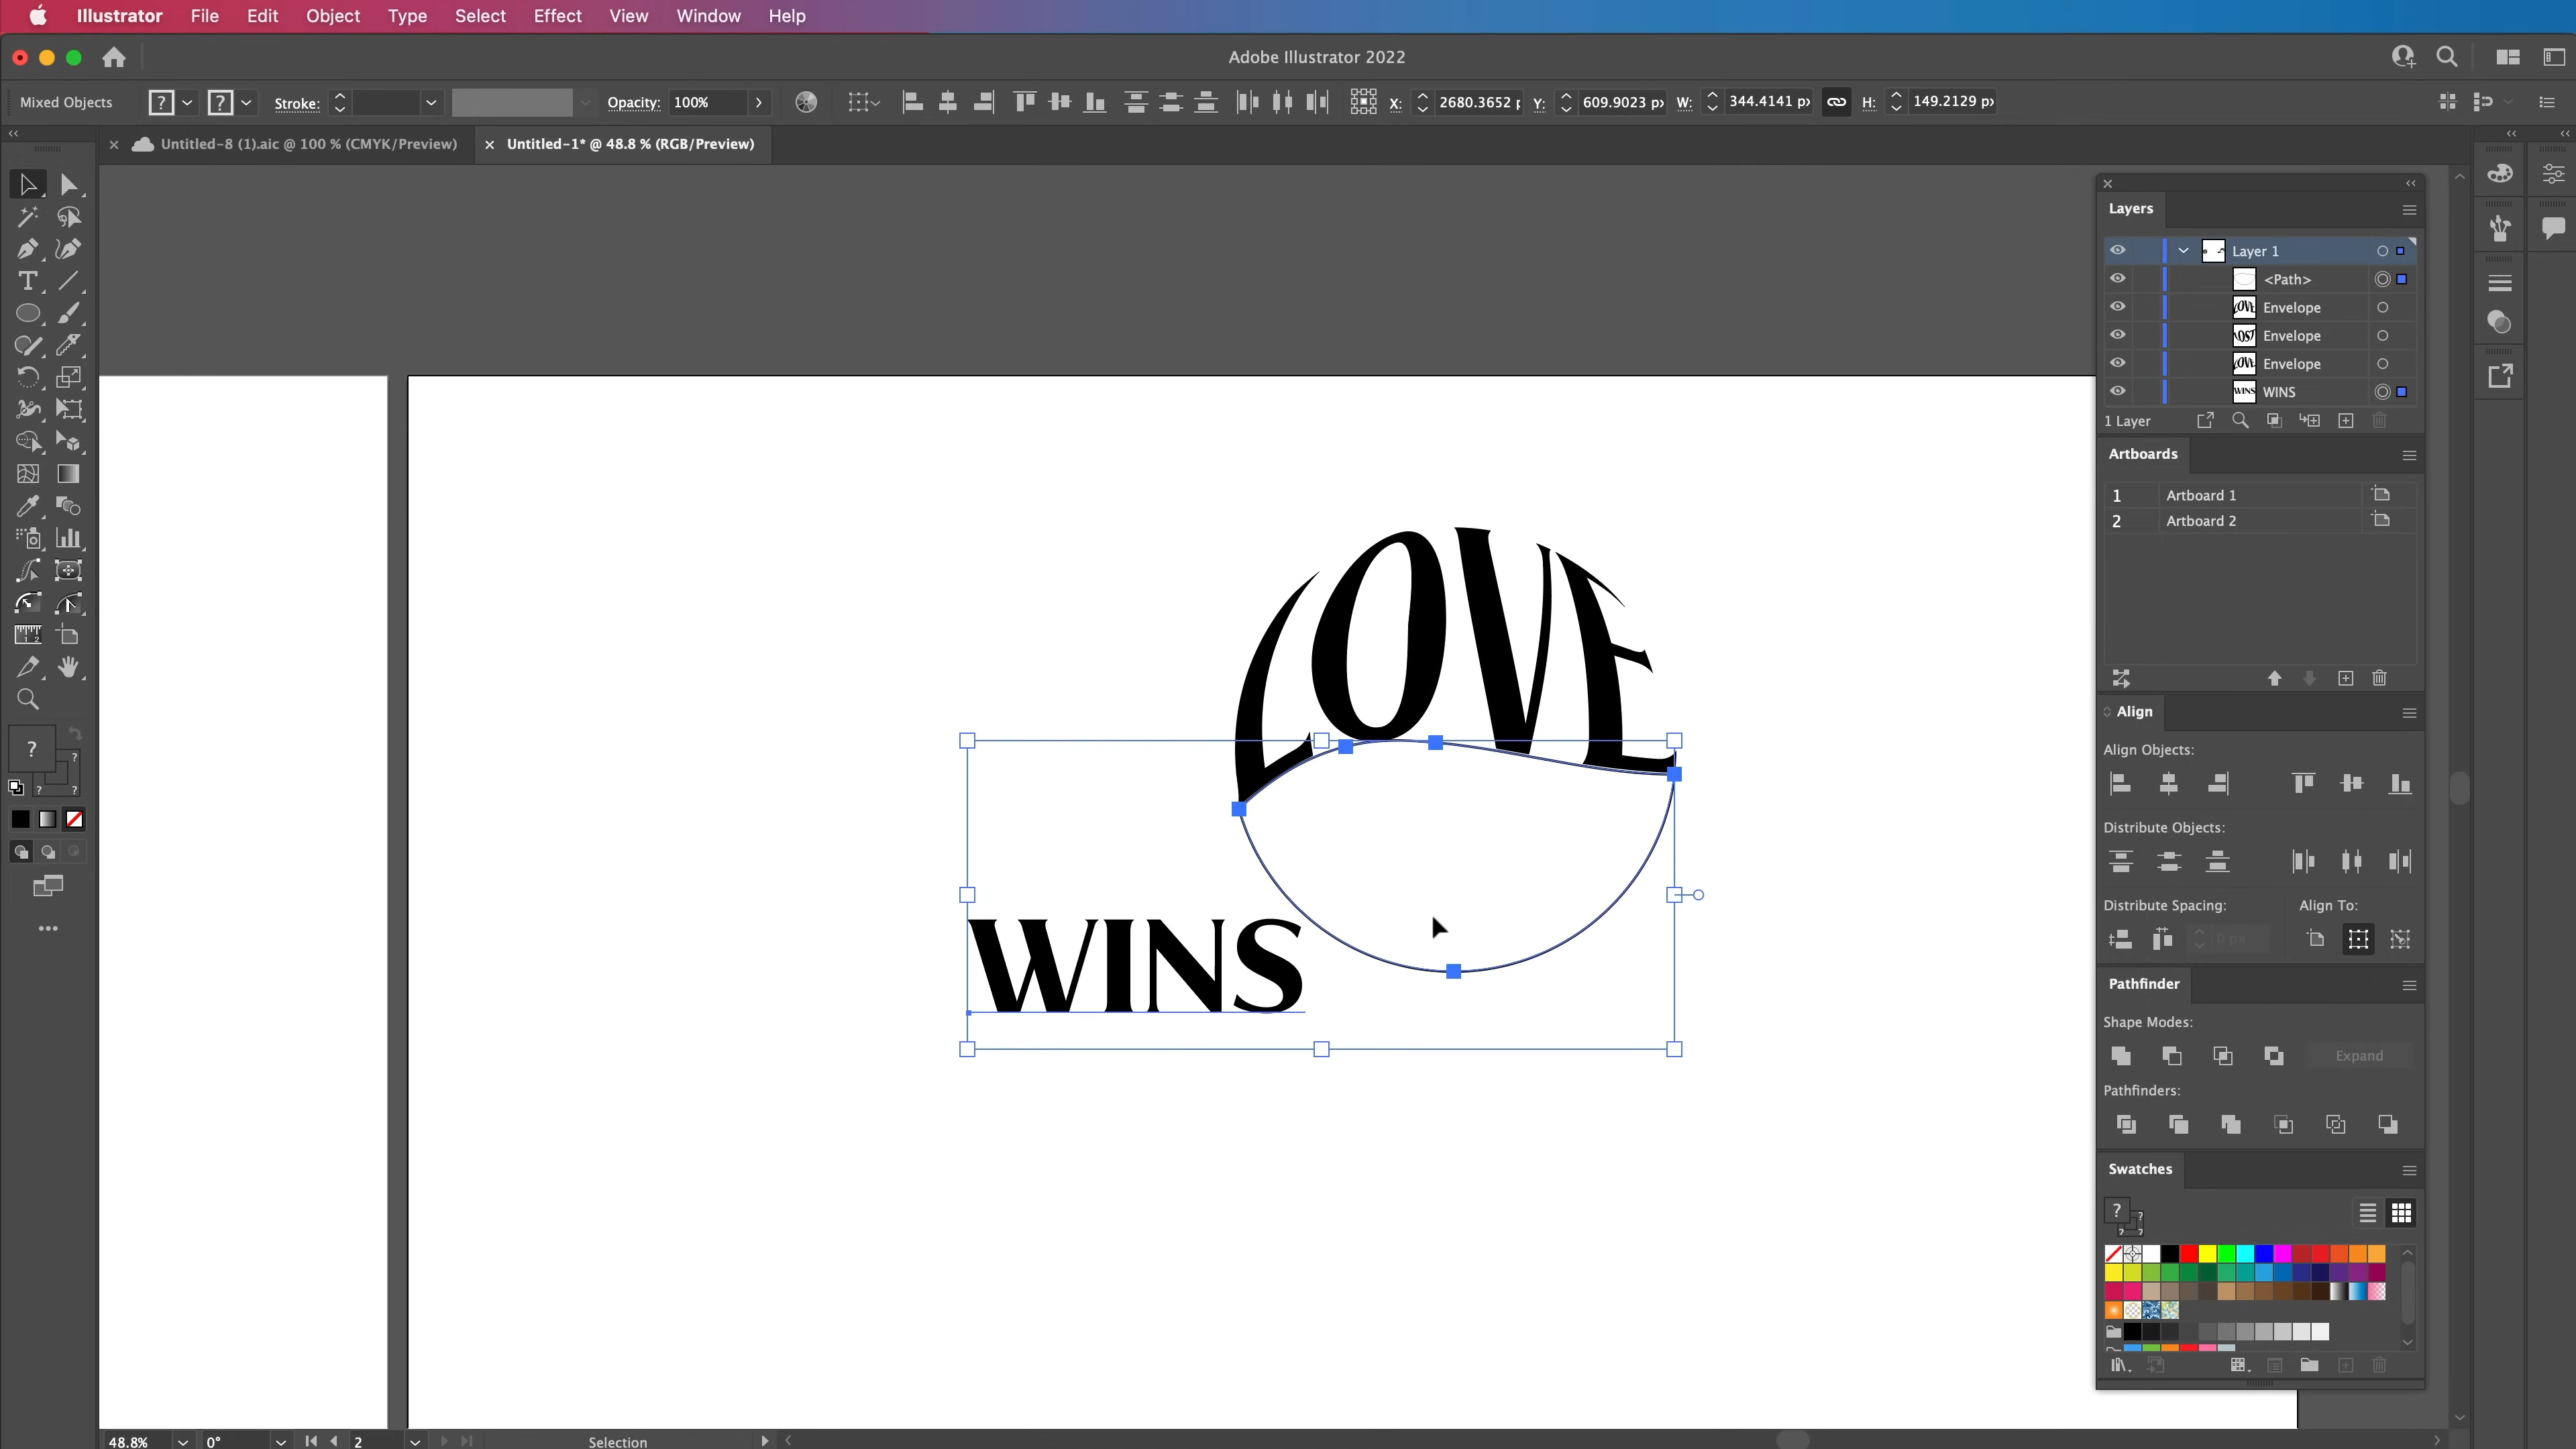 Illustrator File Edit Object Type Select Effect View Window Help
Adobe Illustrator 2022
Mixed Objects ? ? Stroke: Opacity: 100% X: 2680.3652 p Y: 609.9023 px W: 344.4141 px H: 149.2129 px
Untitled-8 (1).aic @ 100 % (CMYK/Preview) Untitled-1* @ 48.8 % (RGB/Preview)
Layers
Layer 1
<Path>
Envelope
Envelope
Envelope
WINS
1 Layer
Artboards
1 Artboard 1
2 Artboard 2
LOVE
WINS
Align
Align Objects:
Distribute Objects:
Distribute Spacing: Align To:
0 px
Pathfinder
Shape Modes:
Expand
Pathfinders:
Swatches
48.8% 0° 2 Selection